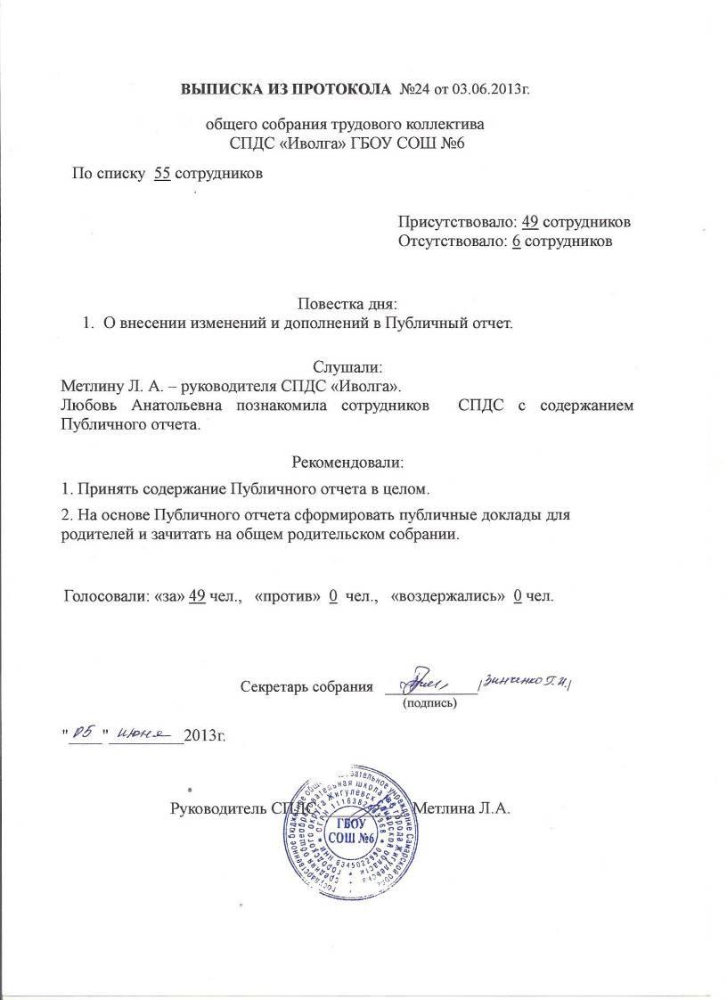 ВЫПИСКА ИЗ ПРОТОКОЛА №24 от 03.06.2013г.
общего собрания трудового коллектива
СПДС «Иволга» ГБОУ СОШ №6
По списку 55 сотрудников
Присутствовало: 49 сотрудников
Отсутствовало: 6 сотрудников
Повестка дня:
1. О внесении изменений и дополнений в Публичный отчет.
Слушали:
Метлину Л. А. – руководителя СПДС «Иволга».
Любовь Анатольевна познакомила сотрудников СПДС с содержанием
Публичного отчета.
Рекомендовали:
1. Принять содержание Публичного отчета в целом.
2. На основе Публичного отчета сформировать публичные доклады для
родителей и зачитать на общем родительском собрании.
Голосовали: «за» 49 чел., «против» 0 чел., «воздержались» 0 чел.
Секретарь собрания /Зинченко Г.И./
(подпись)
"05" июня 2013г.
Руководитель СПДС Метлина Л.А.
ГБОУ
СОШ №6